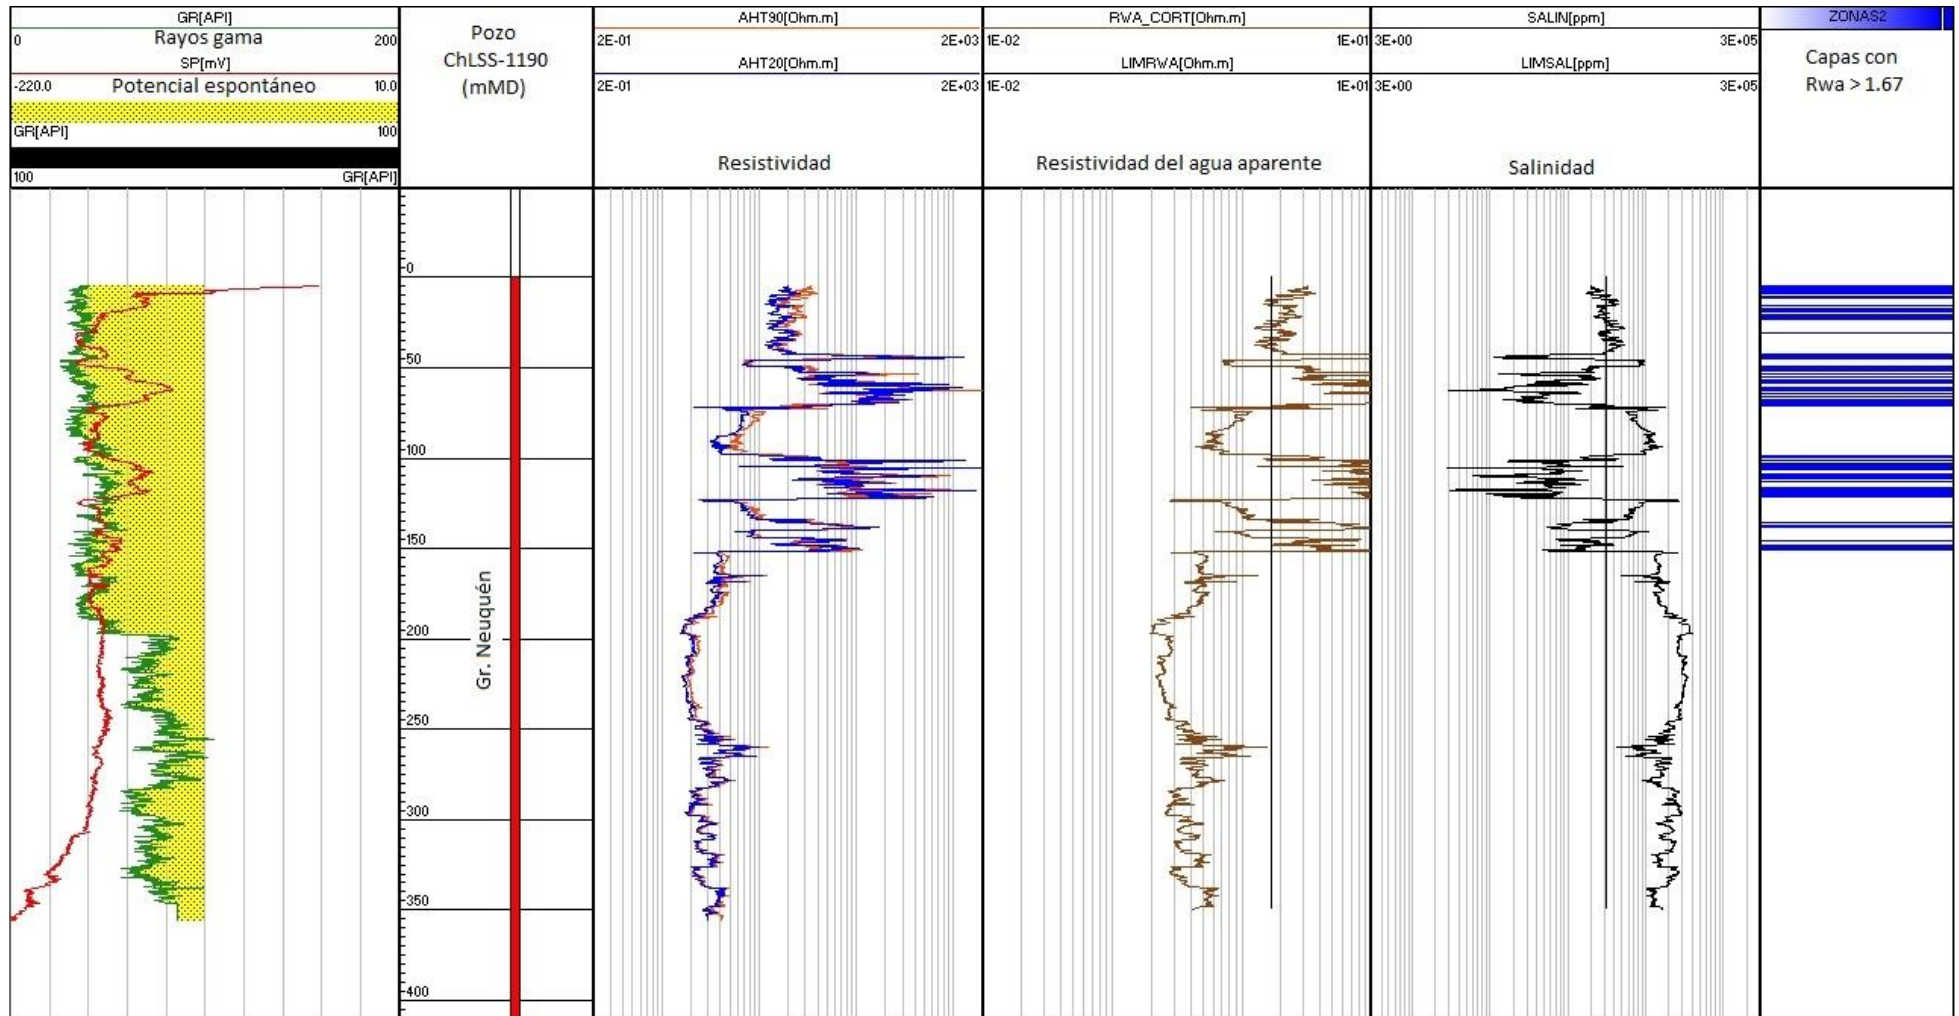 GR[API]
0 Rayos gama 200
SP[mV]
-220.0 Potencial espontáneo 10.0
GR[API] 100
100 GR[API]
Pozo
ChLSS-1190
(mMD)
AHT90[Ohm.m]
2E-01 2E+03
AHT20[Ohm.m]
2E-01 2E+03
Resistividad
RWA_CORT[Ohm.m]
1E-02 1E+01
LIMRWA[Ohm.m]
1E-02 1E+01
Resistividad del agua aparente
SALIN[ppm]
3E+00 3E+05
LIMSAL[ppm]
3E+00 3E+05
Salinidad
ZONAS2
Capas con
Rwa > 1.67
0
50
100
150
200
250
300
350
400
Gr. Neuquén